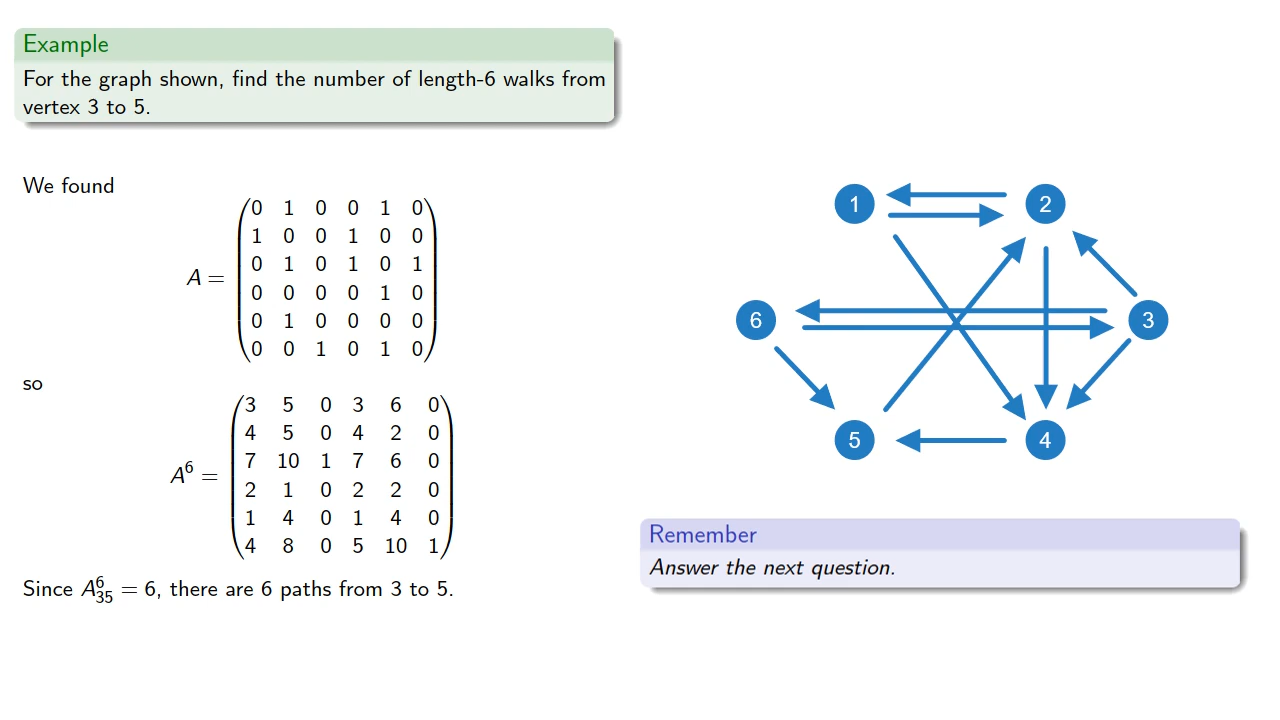 Example
For the graph shown, find the number of length-6 walks from
vertex 3 to 5.
We found
A =
0 1 0 0 1 0
1 0 0 1 0 0
0 1 0 1 0 1
0 0 0 0 1 0
0 1 0 0 0 0
0 0 1 0 1 0
so
A⁶ =
3 5 0 3 6 0
4 5 0 4 2 0
7 10 1 7 6 0
2 1 0 2 2 0
1 4 0 1 4 0
4 8 0 5 10 1
Since A⁶₃₅ = 6, there are 6 paths from 3 to 5.
1 2
6 3
5 4
Remember
Answer the next question.